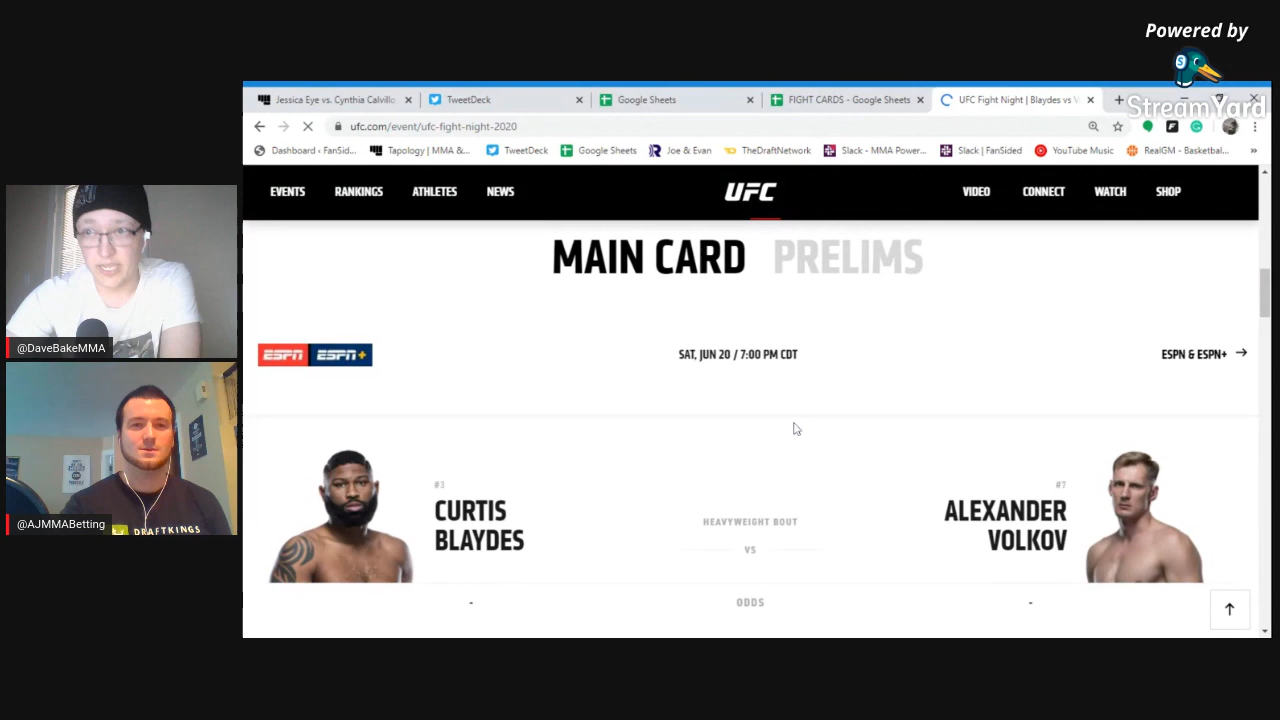 Powered by
StreamYard
Jessica Eye vs. Cynthia Calvillo
TweetDeck
Google Sheets
FIGHT CARDS - Google Sheets
UFC Fight Night | Blaydes vs V
ufc.com/event/ufc-fight-night-2020
Dashboard ‹ FanSid...
Tapology | MMA &...
TweetDeck
Google Sheets
Joe & Evan
TheDraftNetwork
Slack - MMA Power...
Slack | FanSided
YouTube Music
RealGM - Basketbal...
»
EVENTS RANKINGS ATHLETES NEWS UFC VIDEO CONNECT WATCH SHOP
MAIN CARD PRELIMS
ESPN ESPN+ SAT, JUN 20 / 7:00 PM CDT ESPN & ESPN+ →
#3
CURTIS
BLAYDES
HEAVYWEIGHT BOUT
VS
#7
ALEXANDER
VOLKOV
- ODDS -
@DaveBakeMMA
DRAFTKINGS
@AJMMABetting